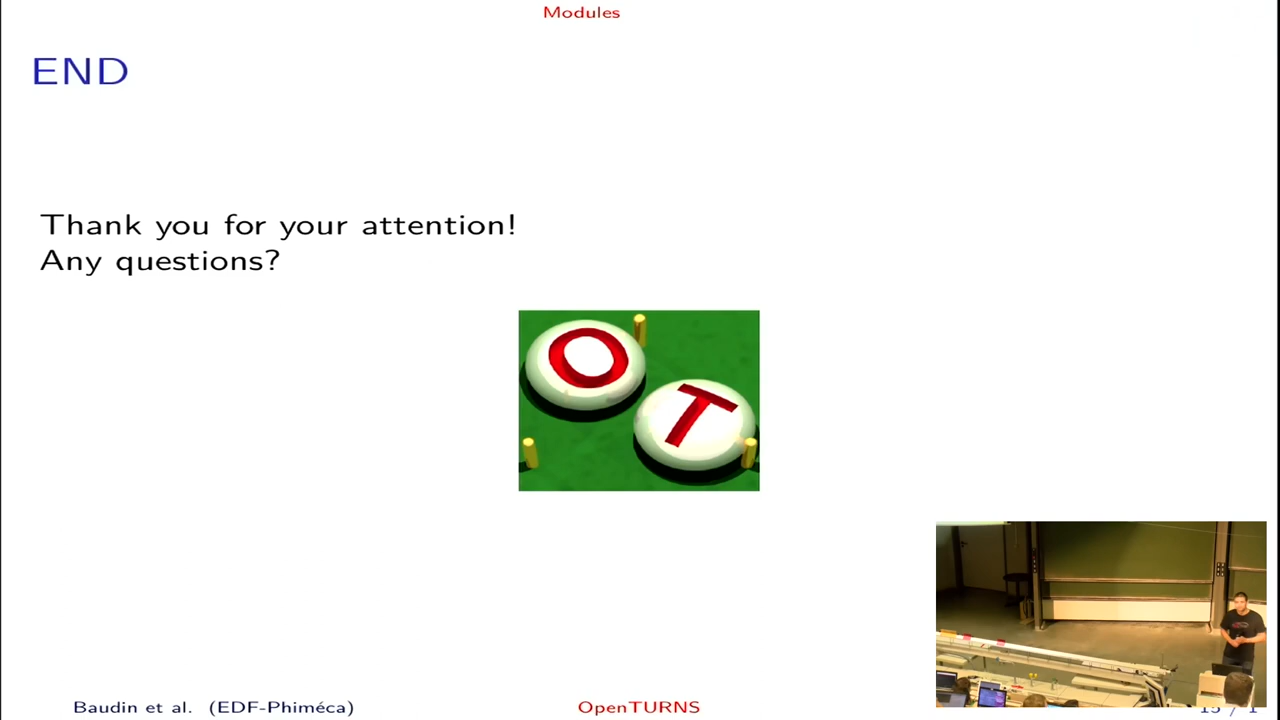 Modules
END
Thank you for your attention!
Any questions?
O
T
Baudin et al. (EDF-Phiméca)
OpenTURNS